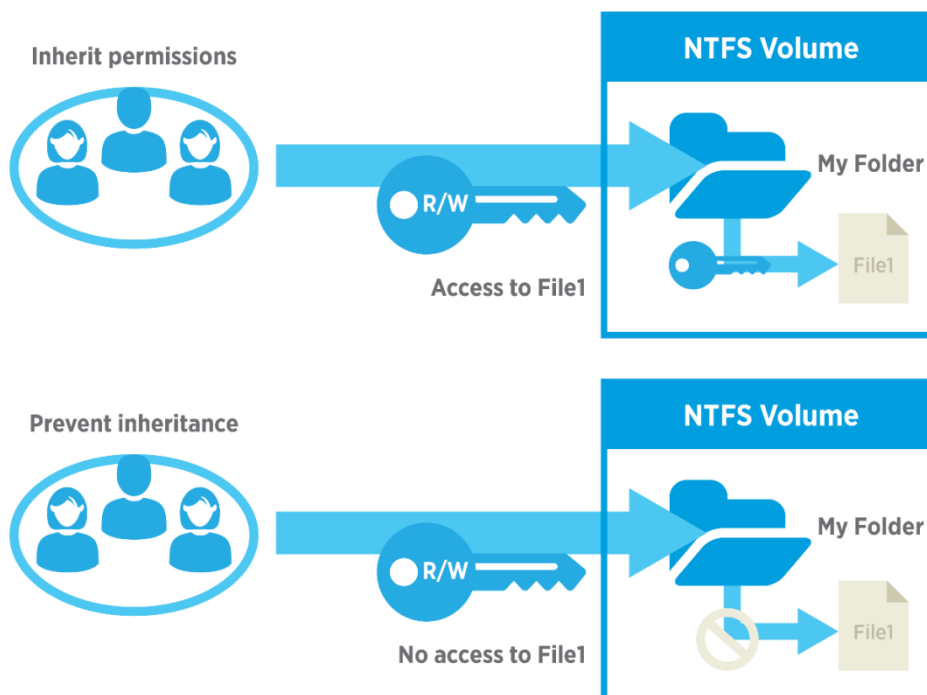 Inherit permissions
NTFS Volume
My Folder
R/W
File1
Access to File1
Prevent inheritance
NTFS Volume
My Folder
R/W
File1
No access to File1